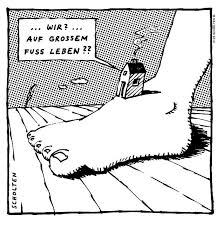 ... WIR? ...
AUF GROSSEM
FUSS LEBEN??
SCHOLTEN